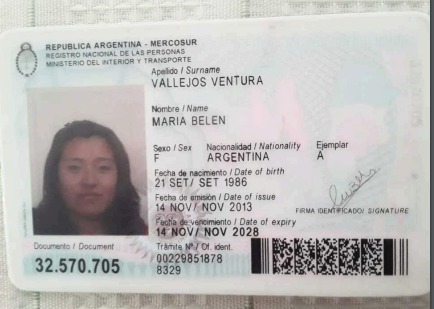 REPUBLICA ARGENTINA - MERCOSUR
REGISTRO NACIONAL DE LAS PERSONAS
MINISTERIO DEL INTERIOR Y TRANSPORTE
Apellido / Surname
VALLEJOS VENTURA
Nombre / Name
MARIA BELEN
Sexo / Sex Nacionalidad / Nationality Ejemplar
F ARGENTINA A
Fecha de nacimiento / Date of birth
21 SET/ SET 1986
Fecha de emisión / Date of issue
14 NOV/ NOV 2013
FIRMA IDENTIFICADO/ SIGNATURE
Fecha de vencimiento / Date of expiry
14 NOV/ NOV 2028
Documento / Document Trámite N° / Of. ident.
32.570.705 00229851878
8329